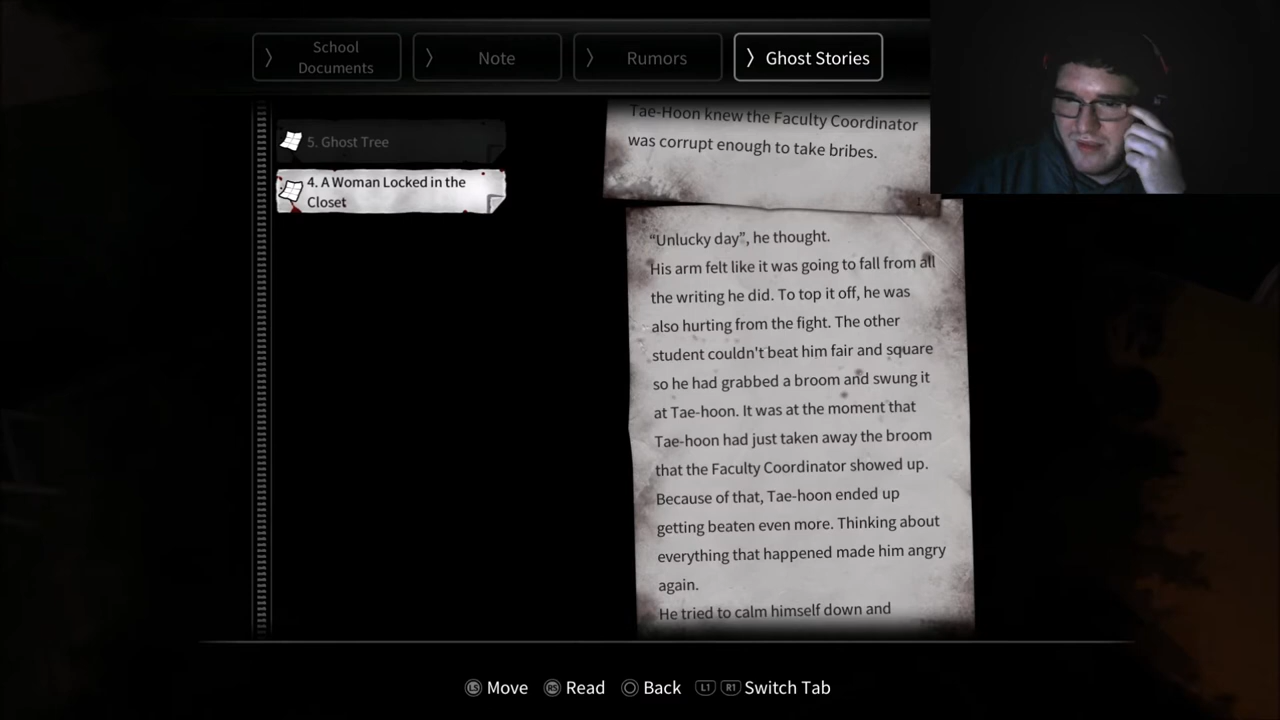 School
Documents
Note
Rumors
Ghost Stories
5. Ghost Tree
4. A Woman Locked in the
Closet
Tae-Hoon knew the Faculty Coordinator
was corrupt enough to take bribes.
“Unlucky day”, he thought.
His arm felt like it was going to fall from all
the writing he did. To top it off, he was
also hurting from the fight. The other
student couldn't beat him fair and square
so he had grabbed a broom and swung it
at Tae-hoon. It was at the moment that
Tae-hoon had just taken away the broom
that the Faculty Coordinator showed up.
Because of that, Tae-hoon ended up
getting beaten even more. Thinking about
everything that happened made him angry
again.
He tried to calm himself down and
LS Move RS Read Back L1 R1 Switch Tab